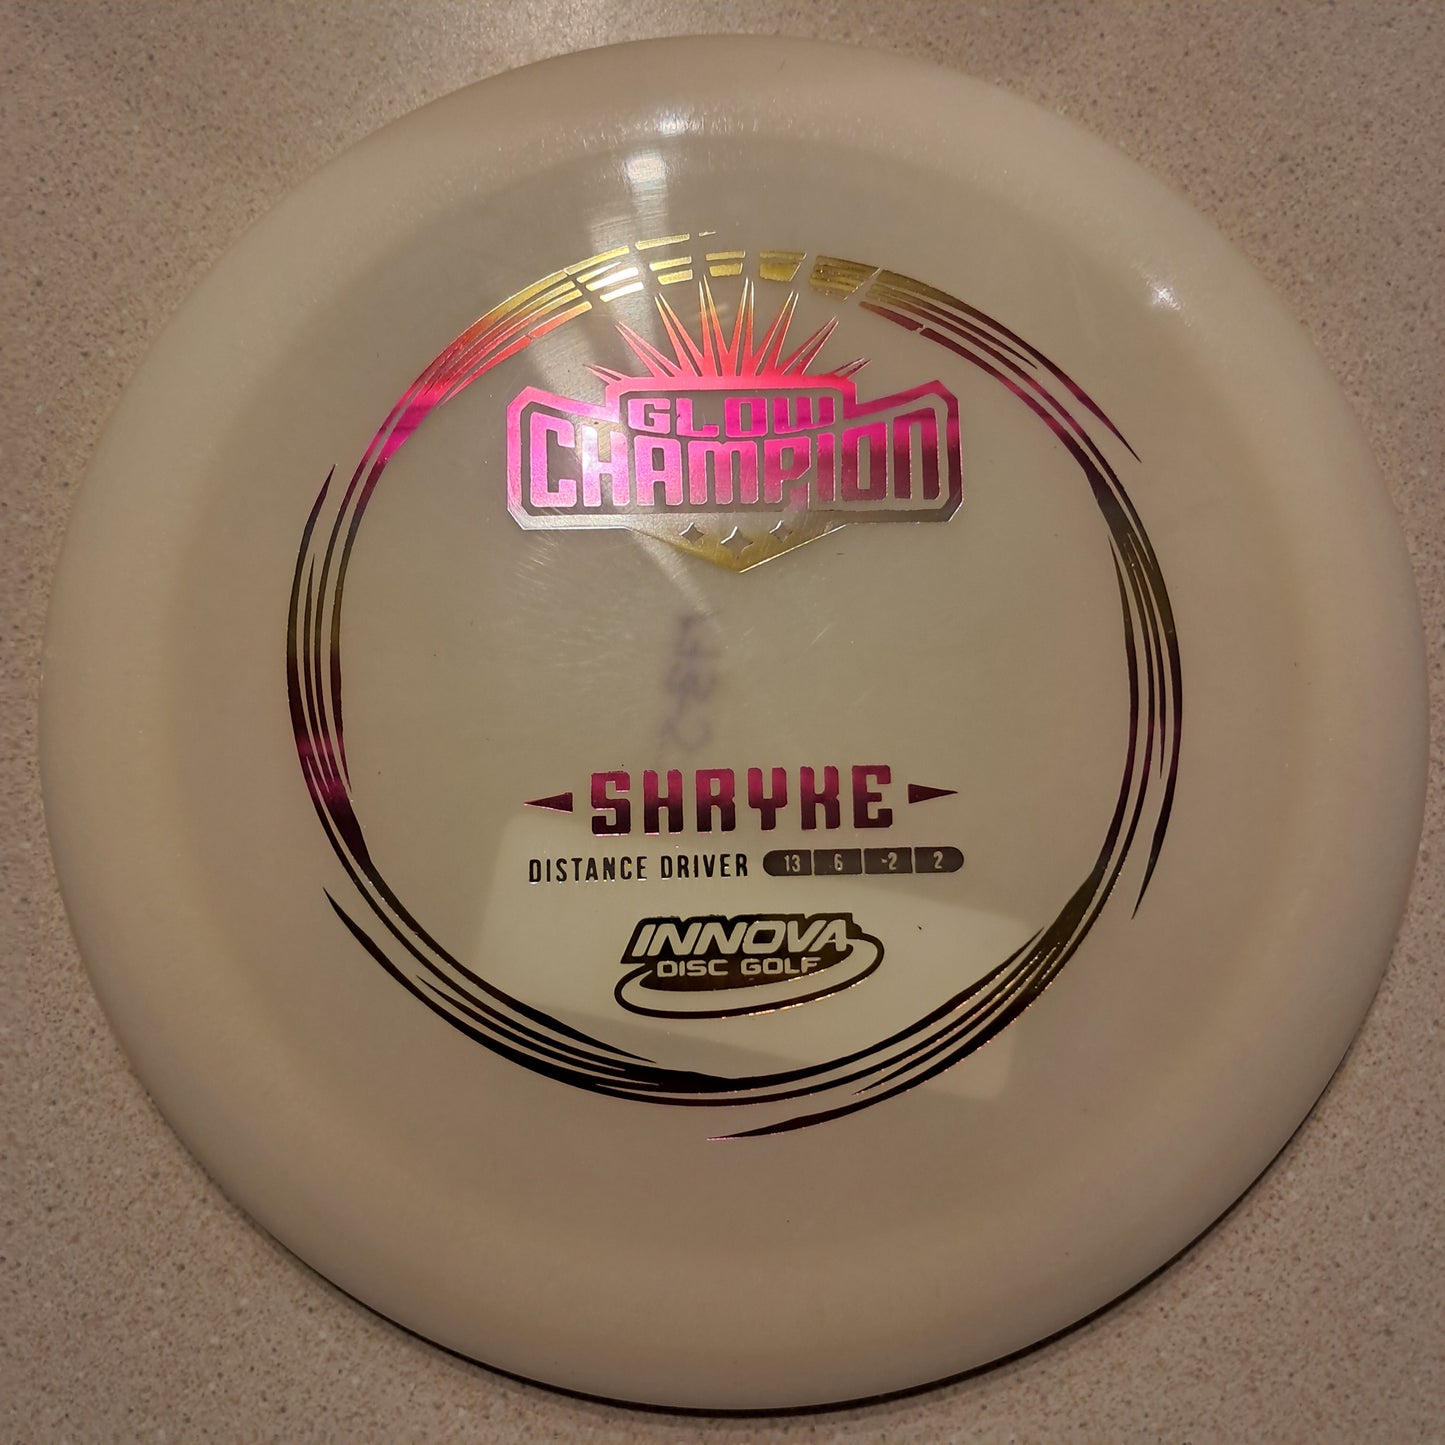 GLOW
CHAMPION
SHRYKE
DISTANCE DRIVER 13 6 -2 2
INNOVA
DISC GOLF